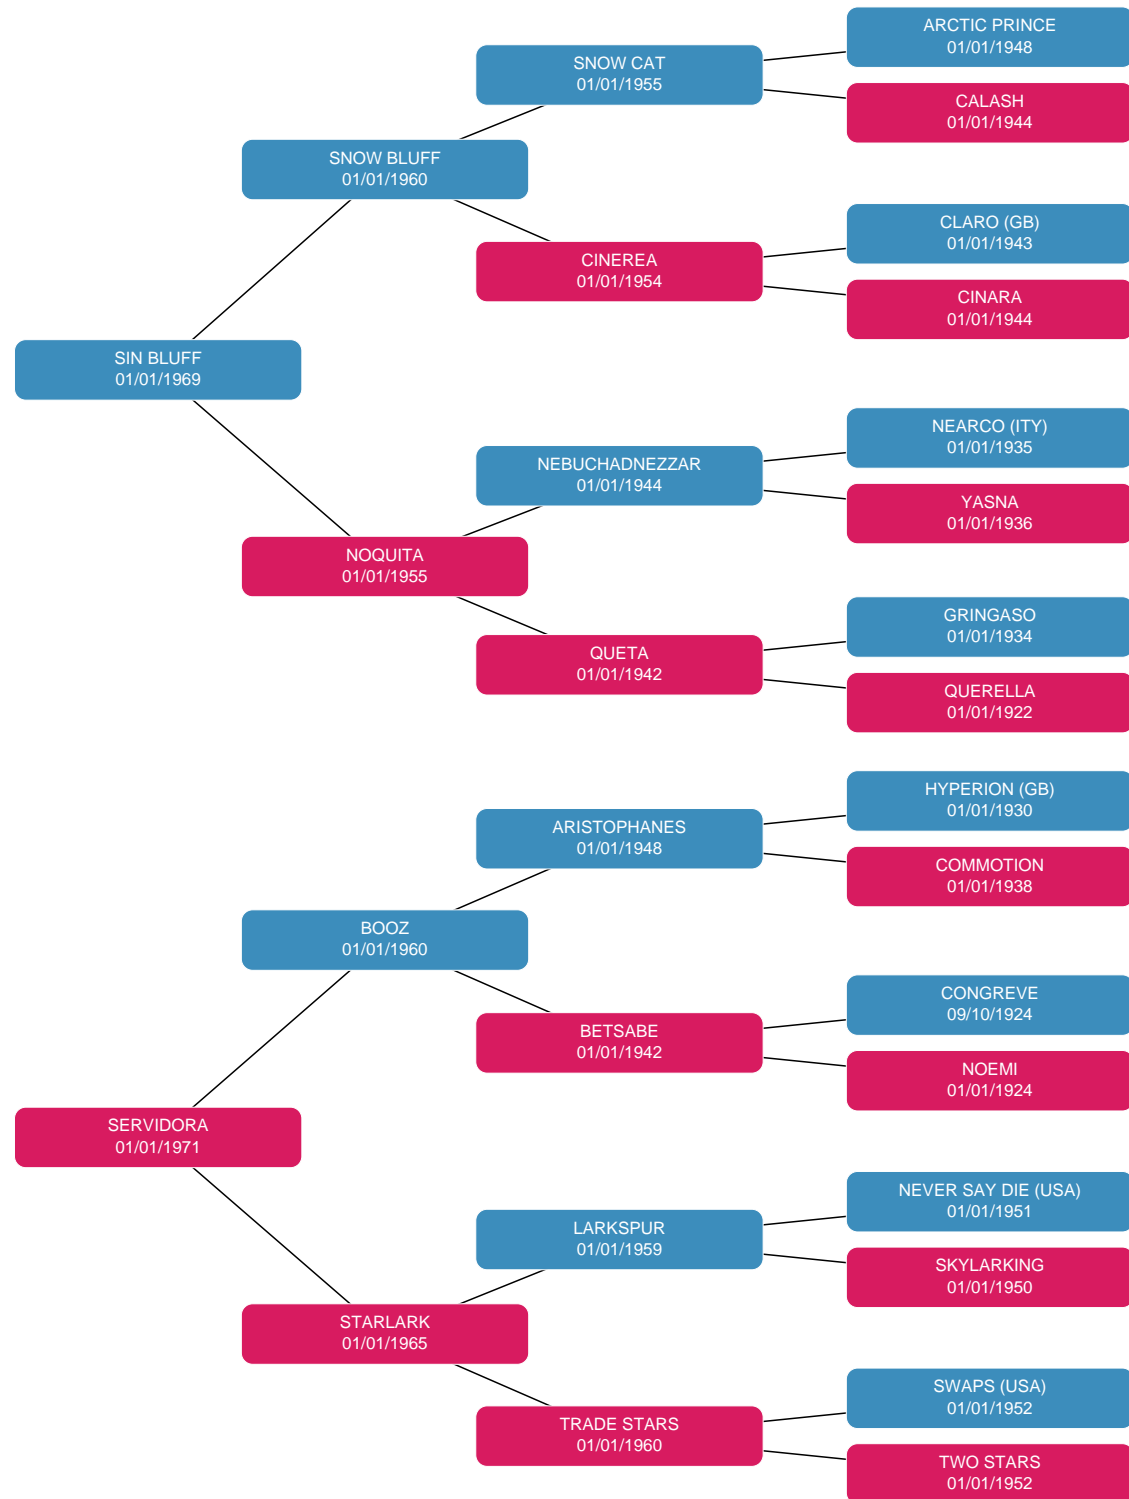 ARCTIC PRINCE
01/01/1948
SNOW CAT
01/01/1955
CALASH
01/01/1944
SNOW BLUFF
01/01/1960
CLARO (GB)
01/01/1943
CINEREA
01/01/1954
CINARA
01/01/1944
SIN BLUFF
01/01/1969
NEARCO (ITY)
01/01/1935
NEBUCHADNEZZAR
01/01/1944
YASNA
01/01/1936
NOQUITA
01/01/1955
GRINGASO
01/01/1934
QUETA
01/01/1942
QUERELLA
01/01/1922
HYPERION (GB)
01/01/1930
ARISTOPHANES
01/01/1948
COMMOTION
01/01/1938
BOOZ
01/01/1960
CONGREVE
09/10/1924
BETSABE
01/01/1942
NOEMI
01/01/1924
SERVIDORA
01/01/1971
NEVER SAY DIE (USA)
01/01/1951
LARKSPUR
01/01/1959
SKYLARKING
01/01/1950
STARLARK
01/01/1965
SWAPS (USA)
01/01/1952
TRADE STARS
01/01/1960
TWO STARS
01/01/1952